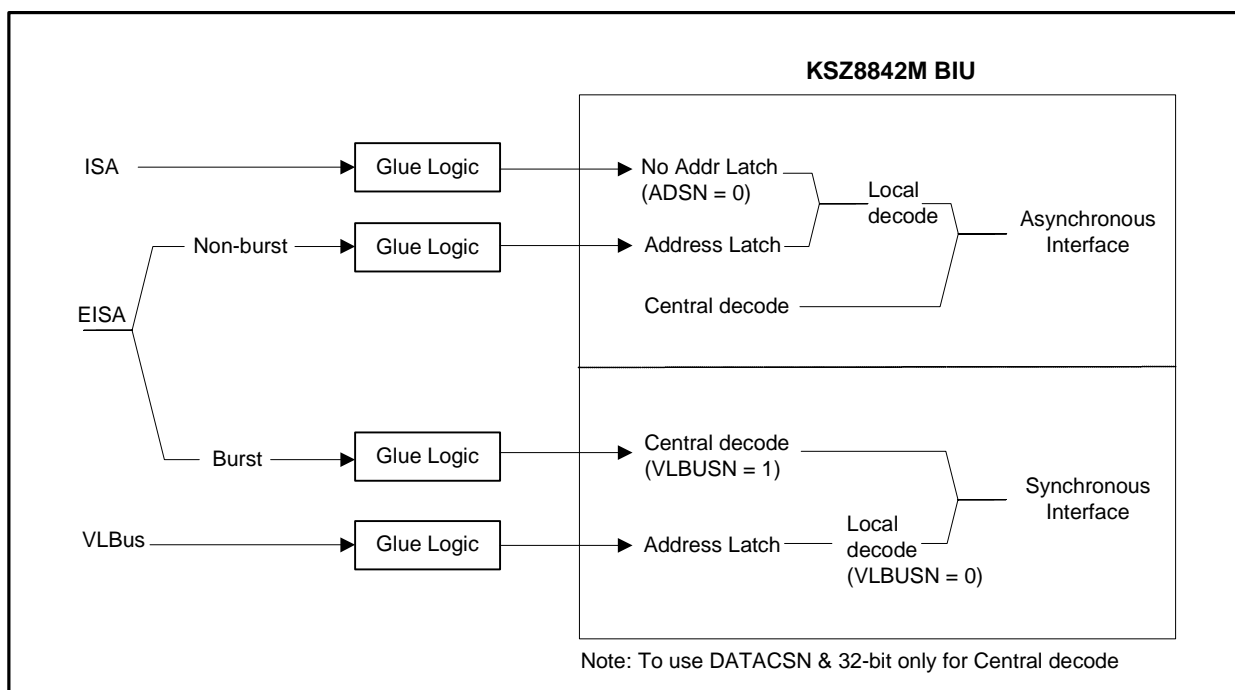 KSZ8842M BIU
ISA
Glue Logic
No Addr Latch
(ADSN = 0)
Local
decode
Asynchronous
Interface
Non-burst
Glue Logic
Address Latch
EISA
Central decode
Burst
Glue Logic
Central decode
(VLBUSN = 1)
Synchronous
Interface
VLBus
Glue Logic
Address Latch
Local
decode
(VLBUSN = 0)
Note: To use DATACSN & 32-bit only for Central decode